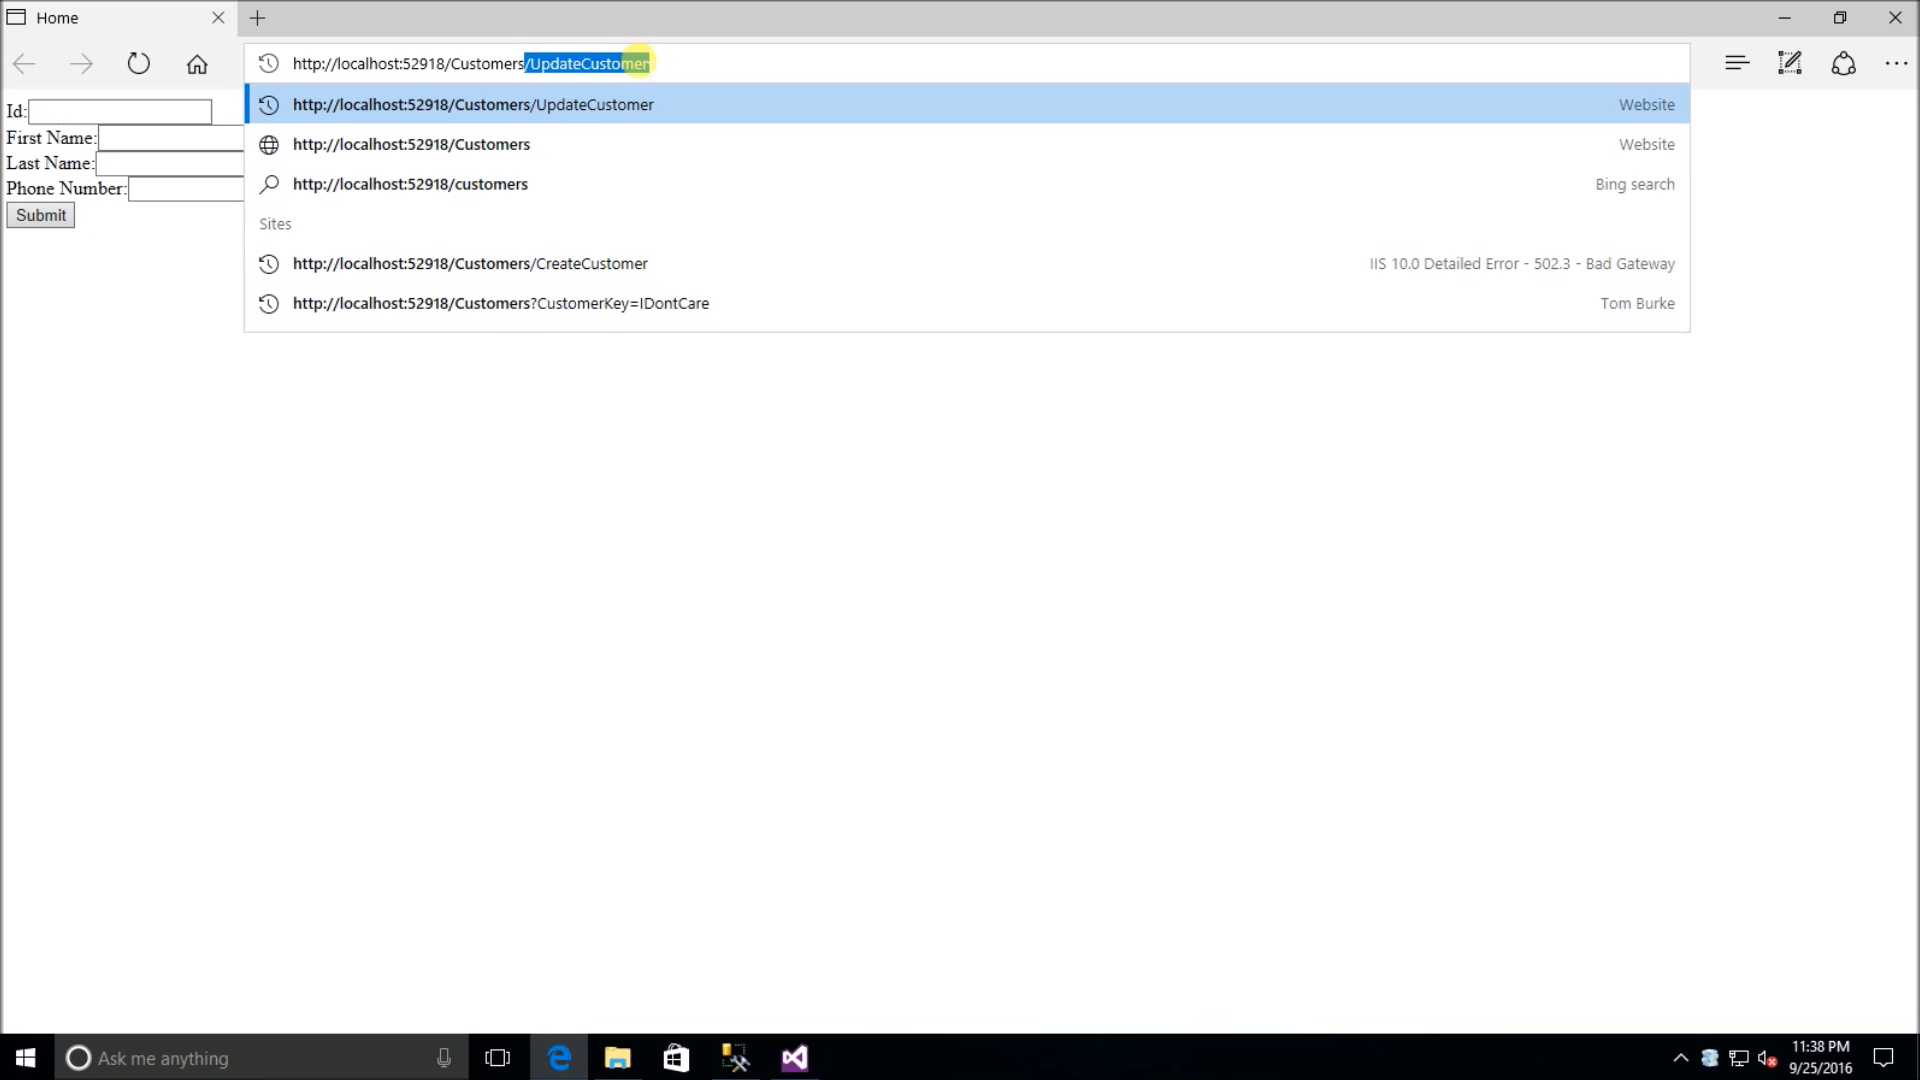 Home
http://localhost:52918/Customers/UpdateCustomer
http://localhost:52918/Customers/UpdateCustomer Website
Id:
http://localhost:52918/Customers Website
First Name:
Last Name:
http://localhost:52918/customers Bing search
Phone Number:
Submit
Sites
http://localhost:52918/Customers/CreateCustomer IIS 10.0 Detailed Error - 502.3 - Bad Gateway
http://localhost:52918/Customers?CustomerKey=IDontCare Tom Burke
Ask me anything
11:38 PM
9/25/2016